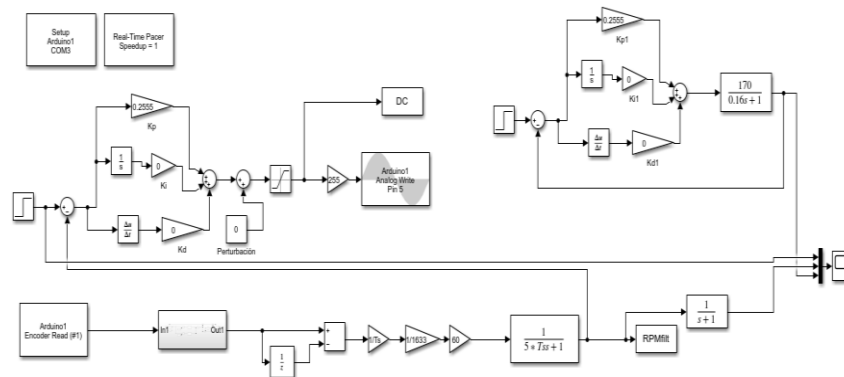 Setup
Arduino1
COM3
Real-Time Pacer
Speedup = 1
0.2555
Kp
1
s
0
Ki
Δu
Δt
0
Kd
+
−
0
Perturbación
DC
255
Arduino1
Analog Write
Pin 5
0.2555
Kp1
1
s
0
Ki1
Δu
Δt
0
Kd1
170
0.16s+1
Arduino1
Encoder Read (#1)
In1
Out1
1
z
+
−
1/Ts
1/1633
60
1
5*Tss+1
RPMfilt
1
s+1